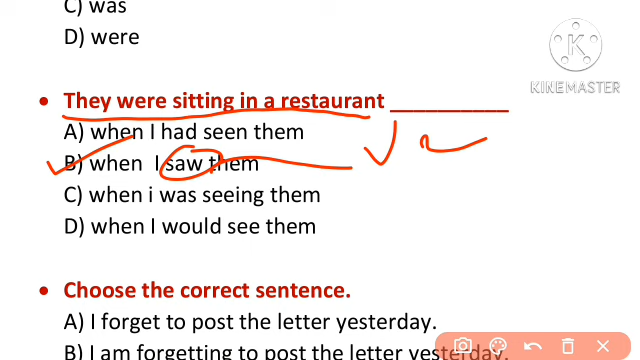 C) was
D) were
K
KINEMASTER
• They were sitting in a restaurant __________
A) when I had seen them
B) when I saw them
C) when i was seeing them
D) when I would see them
• Choose the correct sentence.
A) I forget to post the letter yesterday.
B) I am forgetting to post the letter yesterday.